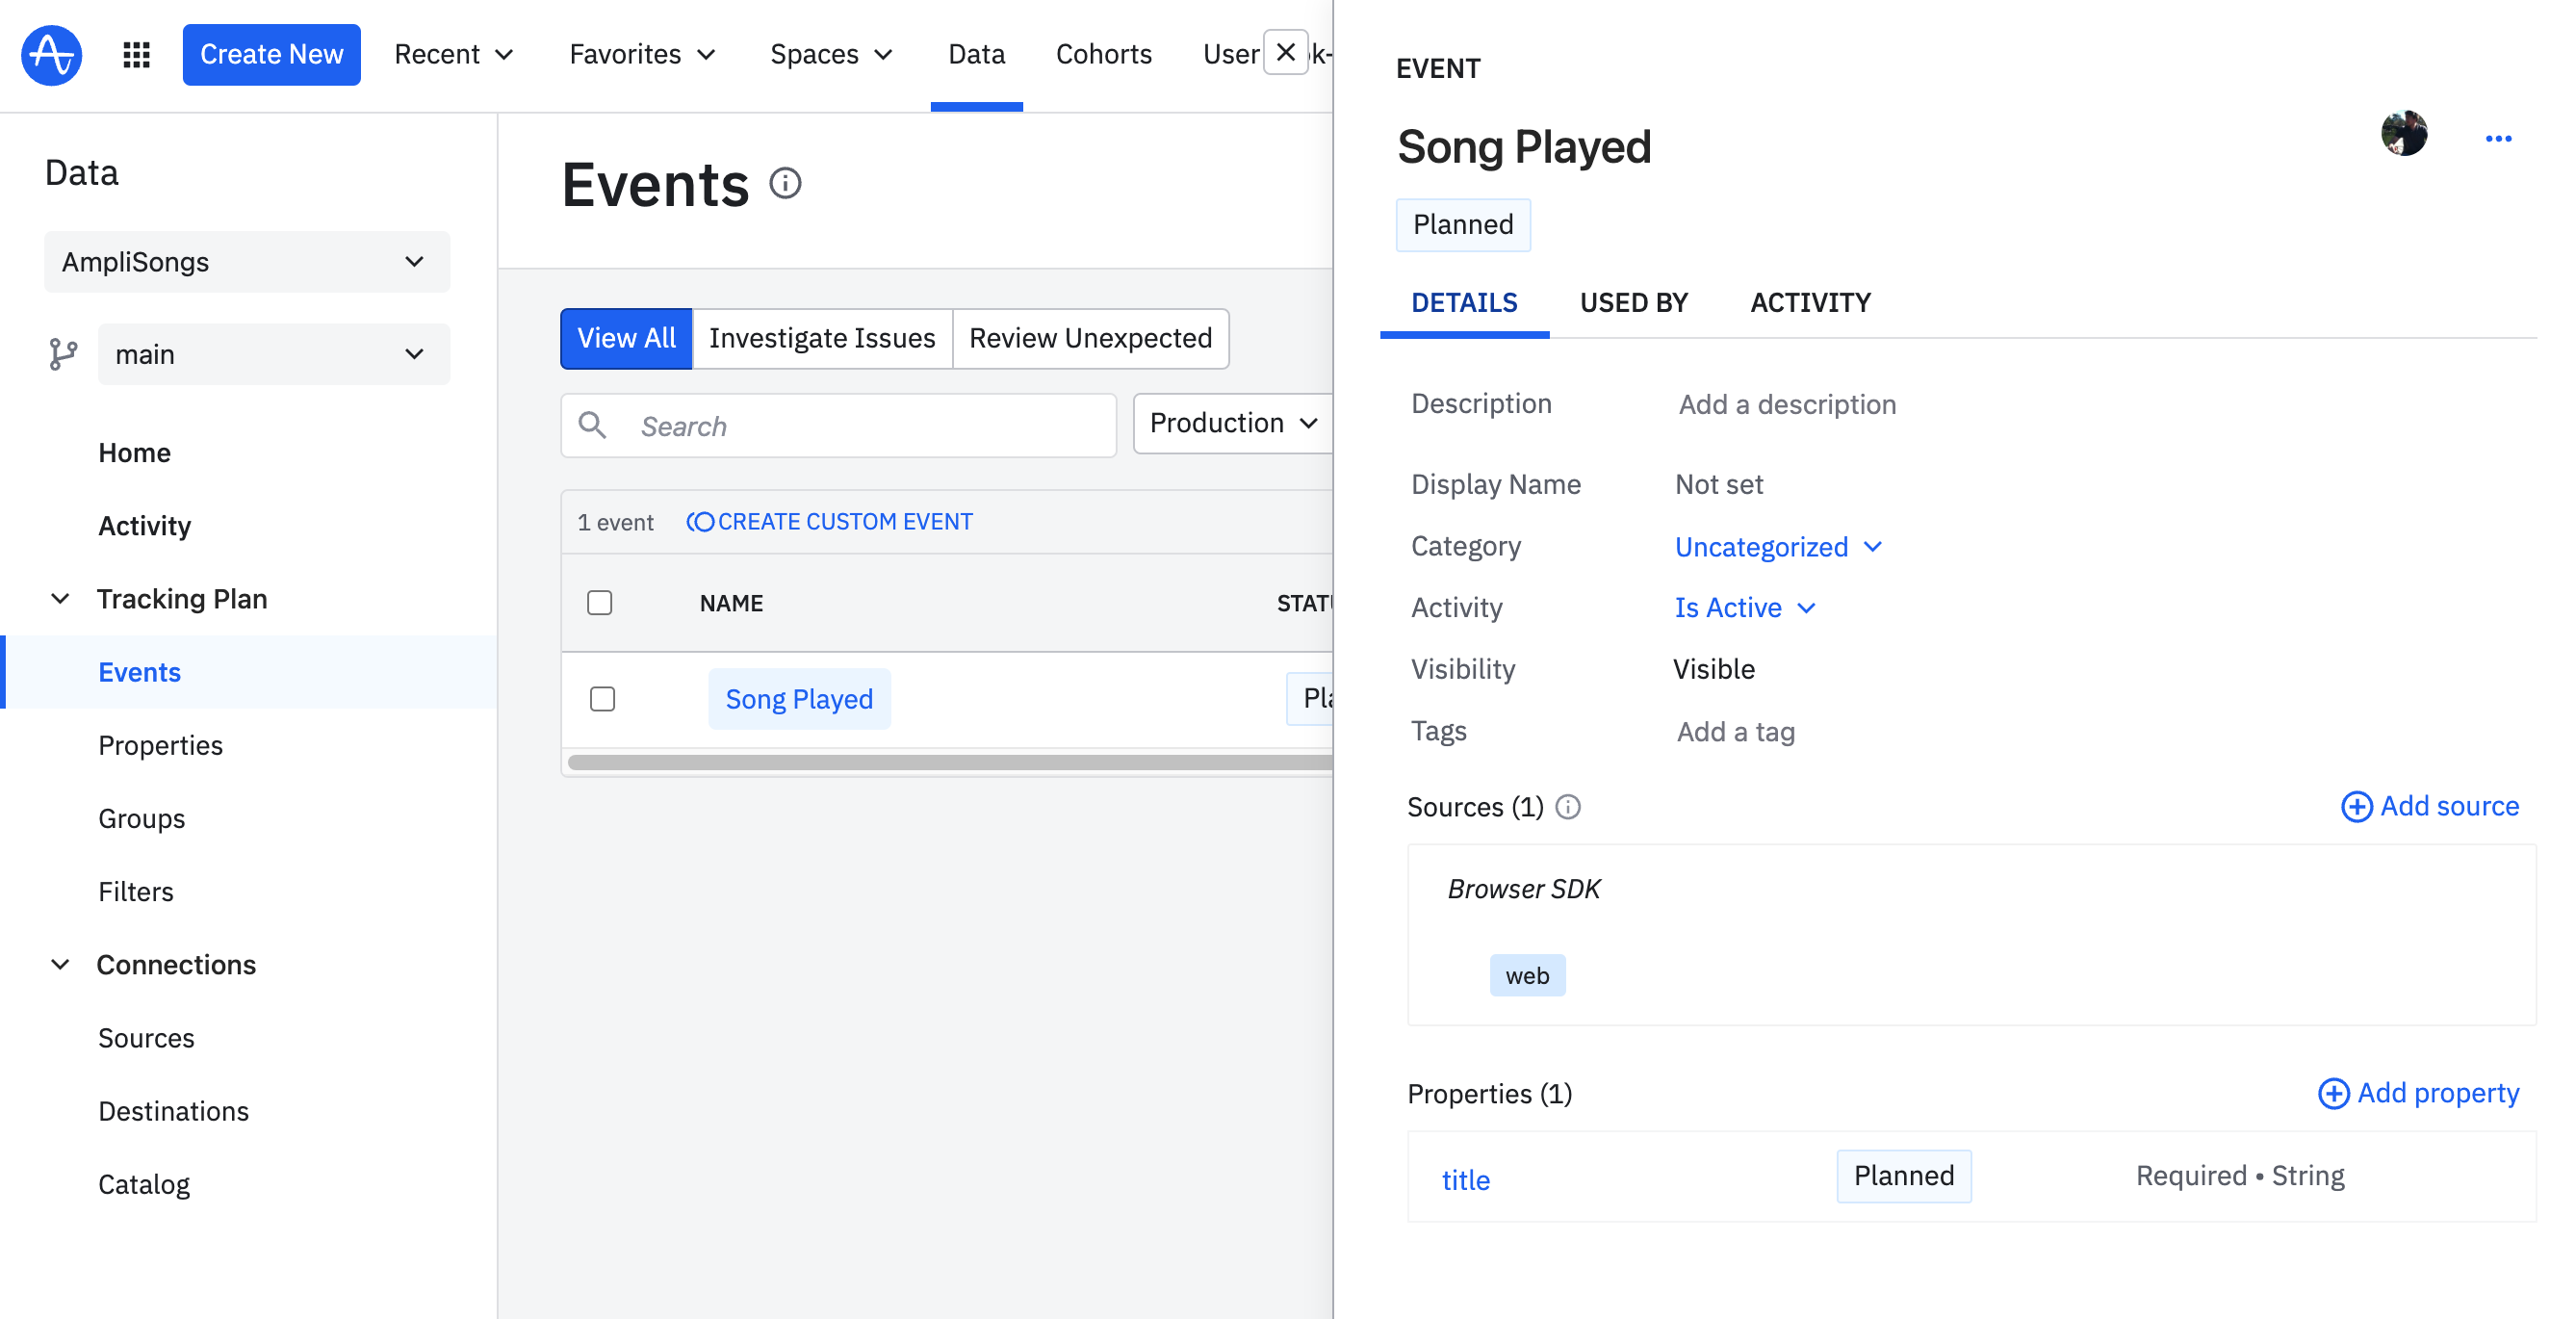 Create New
Recent
Favorites
Spaces
Data
Cohorts
User
Data
AmpliSongs
main
Home
Activity
Tracking Plan
Events
Properties
Groups
Filters
Connections
Sources
Destinations
Catalog
Events
View All
Investigate Issues
Review Unexpected
Search
Production
1 event
CREATE CUSTOM EVENT
NAME
Song Played
EVENT
Song Played
Planned
DETAILS
USED BY
ACTIVITY
Description
Add a description
Display Name
Not set
Category
Uncategorized
Activity
Is Active
Visibility
Visible
Tags
Add a tag
Sources (1)
Add source
Browser SDK
web
Properties (1)
Add property
title
Planned
Required • String